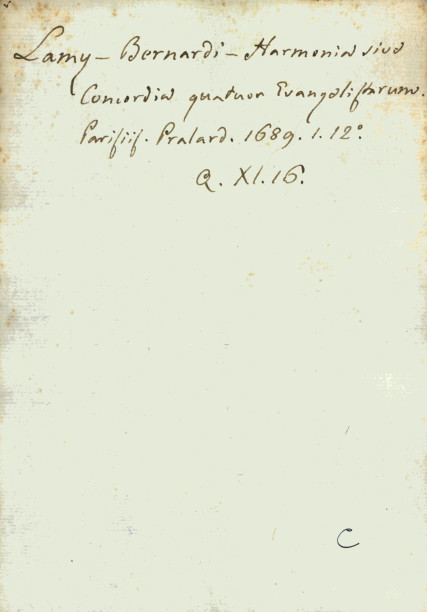 Lamy - Bernardi - Harmonia sive
Concordia quatuor Evangelistarum.
Parisiis. Pralard. 1689. 1. 12°.
Q. XI. 16.
C